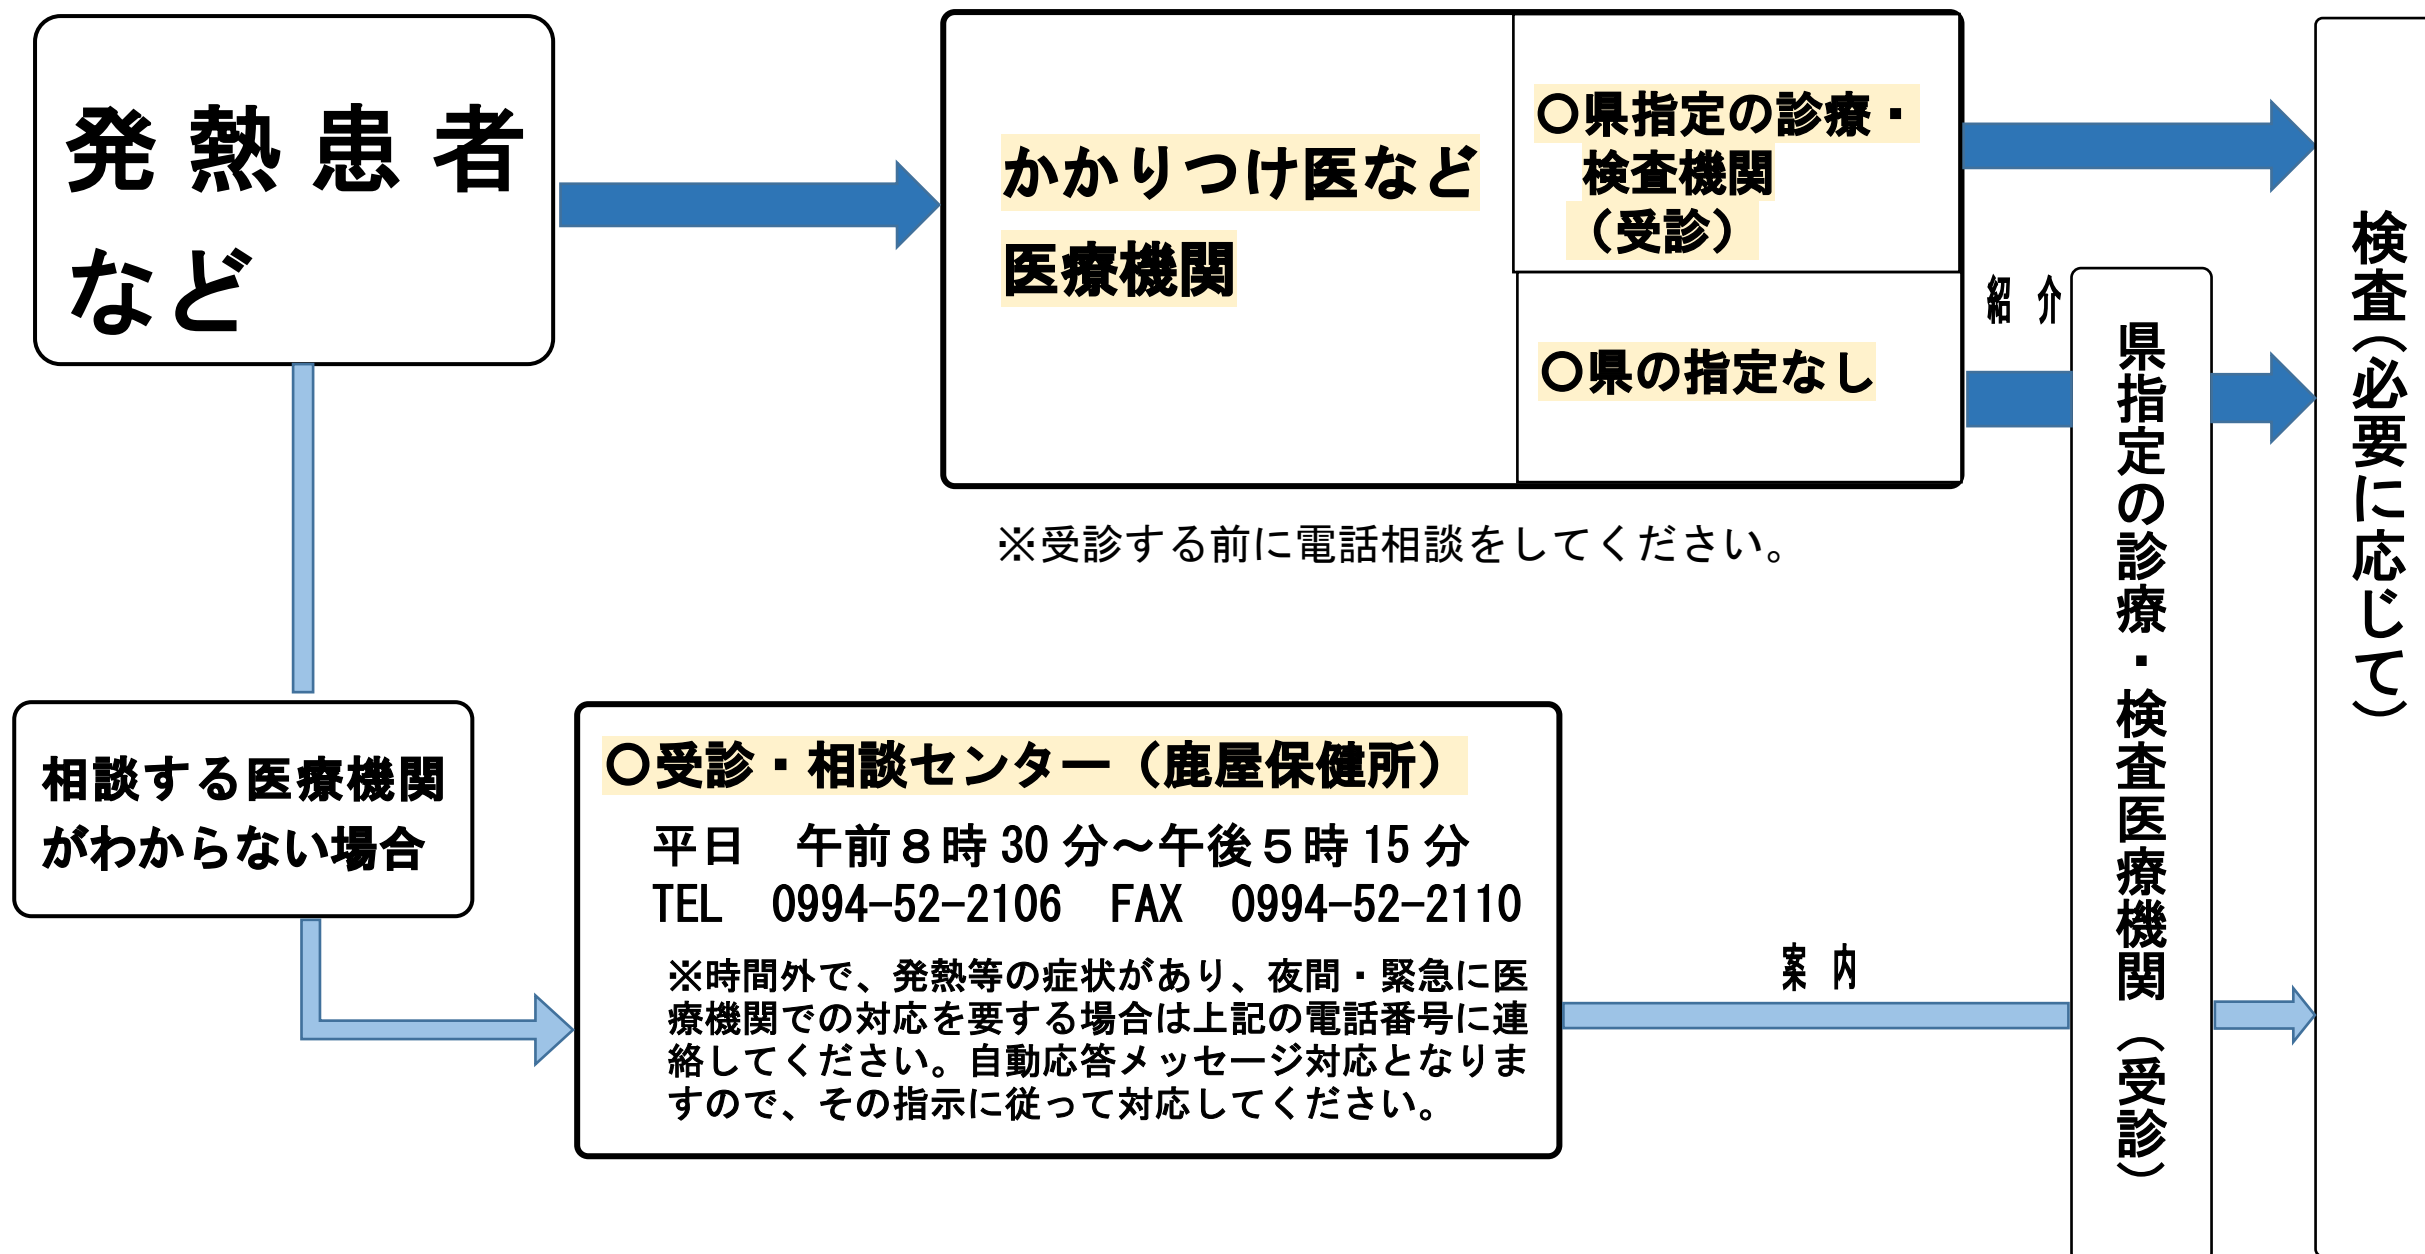 発熱患者
など
かかりつけ医など
医療機関
〇県指定の診療・
検査機関
（受診）
〇県の指定なし
※受診する前に電話相談をしてください。
紹介
県指定の診療・検査医療機関（受診）
検査（必要に応じて）
相談する医療機関
がわからない場合
〇受診・相談センター（鹿屋保健所）
平日　午前８時 30 分～午後５時 15 分
TEL　0994-52-2106　FAX　0994-52-2110
※時間外で、発熱等の症状があり、夜間・緊急に医
療機関での対応を要する場合は上記の電話番号に連
絡してください。自動応答メッセージ対応となりま
すので、その指示に従って対応してください。
案内